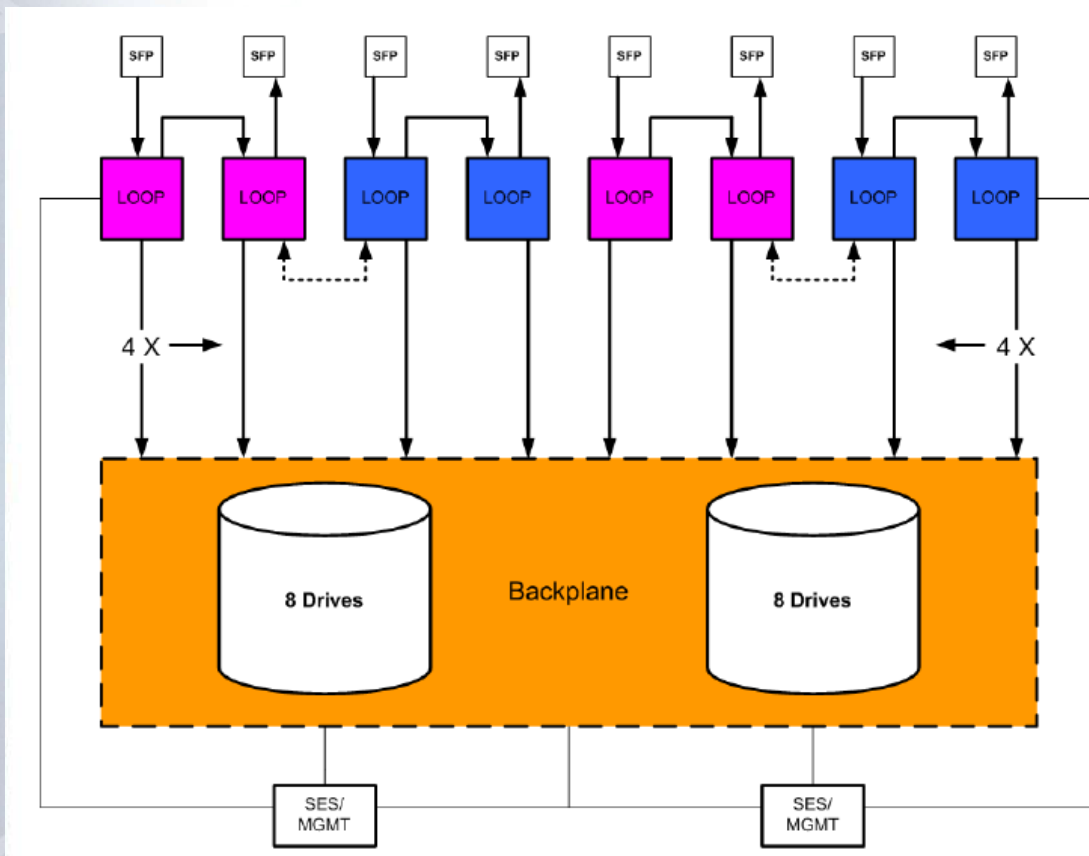 SFP SFP SFP SFP SFP SFP SFP SFP
LOOP LOOP LOOP LOOP LOOP LOOP LOOP LOOP
4 X 4 X
8 Drives Backplane 8 Drives
SES/ SES/
MGMT MGMT